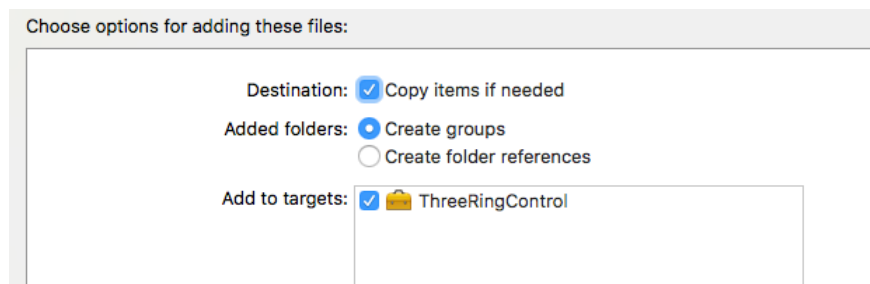 Choose options for adding these files:
Destination: Copy items if needed
Added folders: Create groups
Create folder references
Add to targets: ThreeRingControl